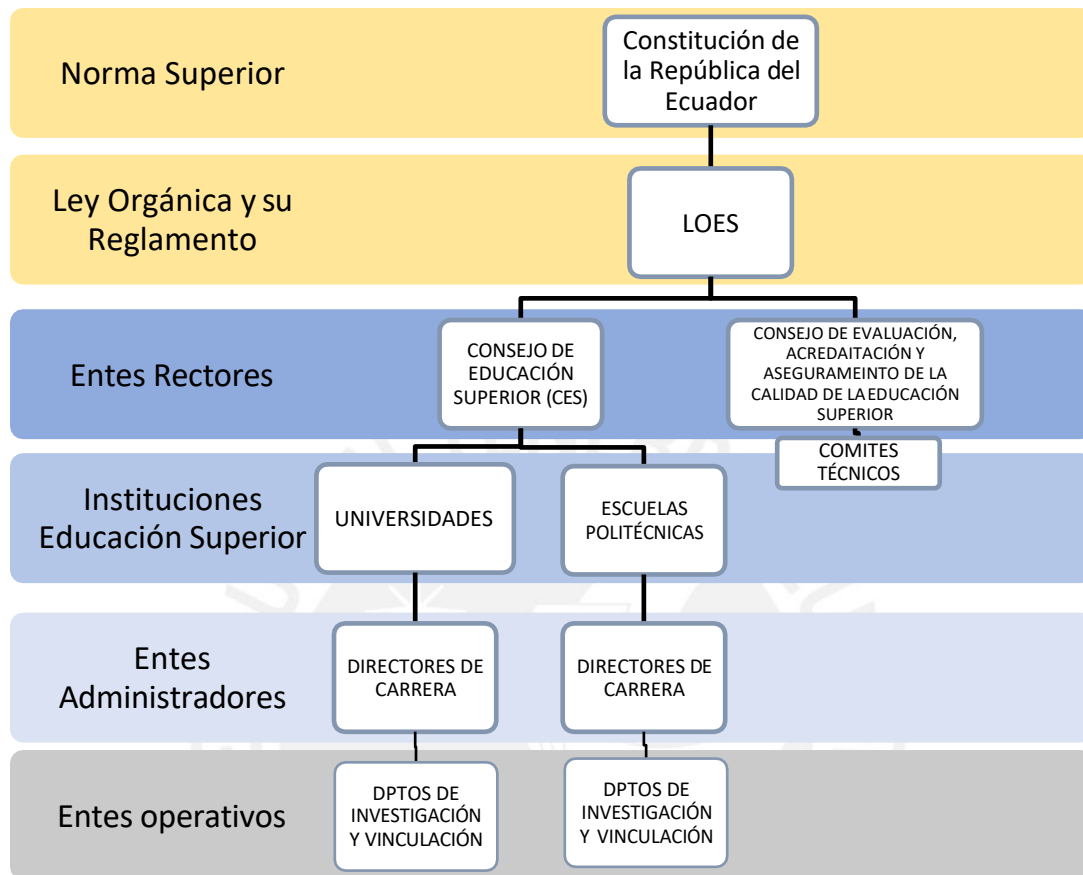 Norma Superior
Constitución de
la República del
Ecuador
Ley Orgánica y su
Reglamento
LOES
Entes Rectores
CONSEJO DE
EDUCACIÓN
SUPERIOR (CES)
CONSEJO DE EVALUACIÓN,
ACREDAITACIÓN Y
ASEGURAMEINTO DE LA
CALIDAD DE LA EDUCACIÓN
SUPERIOR
COMITES
TÉCNICOS
Instituciones
Educación Superior
UNIVERSIDADES
ESCUELAS
POLITÉCNICAS
Entes
Administradores
DIRECTORES DE
CARRERA
DIRECTORES DE
CARRERA
Entes operativos
DPTOS DE
INVESTIGACIÓN
Y VINCULACIÓN
DPTOS DE
INVESTIGACIÓN
Y VINCULACIÓN